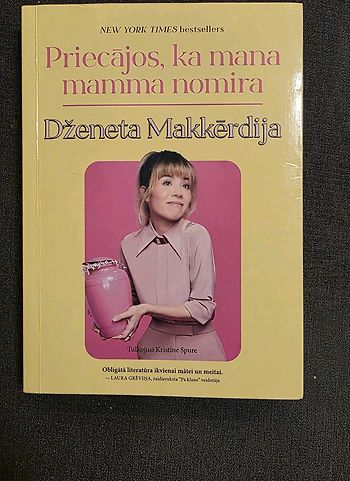 NEW YORK TIMES bestsellers
Priecājos, ka mana
mamma nomira
Dženeta Makkērdija
Tulkojusi Kristīne Spure
Obligātā literatūra ikvienai mātei un meitai.
— LAURA GRĒVIŅA, raidieraksta "Pa kluso" veidotāja